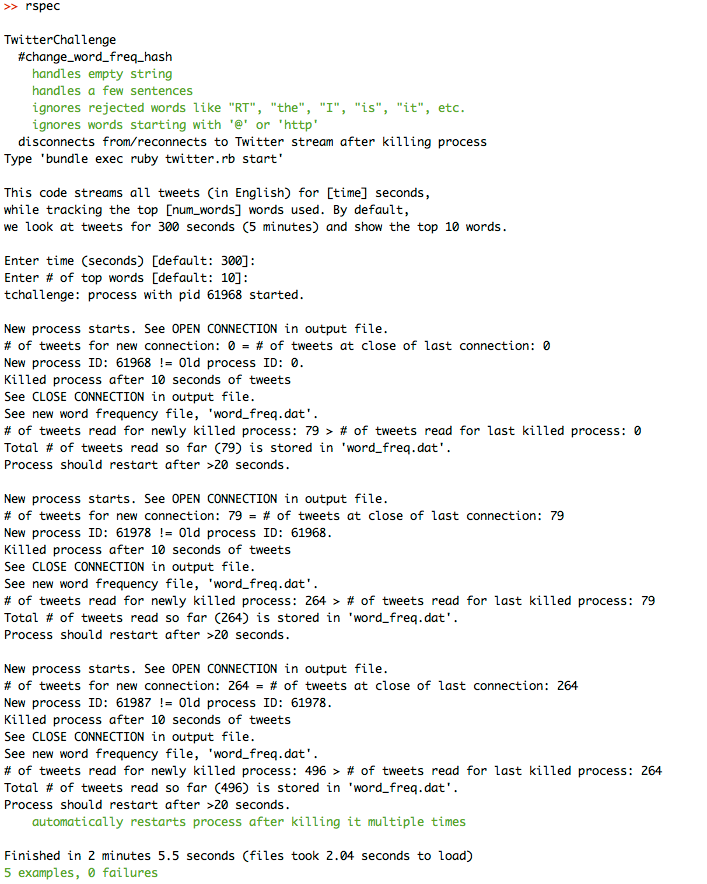 >> rspec
TwitterChallenge
#change_word_freq_hash
handles empty string
handles a few sentences
ignores rejected words like "RT", "the", "I", "is", "it", etc.
ignores words starting with '@' or 'http'
disconnects from/reconnects to Twitter stream after killing process
Type 'bundle exec ruby twitter.rb start'
This code streams all tweets (in English) for [time] seconds,
while tracking the top [num_words] words used. By default,
we look at tweets for 300 seconds (5 minutes) and show the top 10 words.
Enter time (seconds) [default: 300]:
Enter # of top words [default: 10]:
tchallenge: process with pid 61968 started.
New process starts. See OPEN CONNECTION in output file.
# of tweets for new connection: 0 = # of tweets at close of last connection: 0
New process ID: 61968 != Old process ID: 0.
Killed process after 10 seconds of tweets
See CLOSE CONNECTION in output file.
See new word frequency file, 'word_freq.dat'.
# of tweets read for newly killed process: 79 > # of tweets read for last killed process: 0
Total # of tweets read so far (79) is stored in 'word_freq.dat'.
Process should restart after >20 seconds.
New process starts. See OPEN CONNECTION in output file.
# of tweets for new connection: 79 = # of tweets at close of last connection: 79
New process ID: 61978 != Old process ID: 61968.
Killed process after 10 seconds of tweets
See CLOSE CONNECTION in output file.
See new word frequency file, 'word_freq.dat'.
# of tweets read for newly killed process: 264 > # of tweets read for last killed process: 79
Total # of tweets read so far (264) is stored in 'word_freq.dat'.
Process should restart after >20 seconds.
New process starts. See OPEN CONNECTION in output file.
# of tweets for new connection: 264 = # of tweets at close of last connection: 264
New process ID: 61987 != Old process ID: 61978.
Killed process after 10 seconds of tweets
See CLOSE CONNECTION in output file.
See new word frequency file, 'word_freq.dat'.
# of tweets read for newly killed process: 496 > # of tweets read for last killed process: 264
Total # of tweets read so far (496) is stored in 'word_freq.dat'.
Process should restart after >20 seconds.
automatically restarts process after killing it multiple times
Finished in 2 minutes 5.5 seconds (files took 2.04 seconds to load)
5 examples, 0 failures